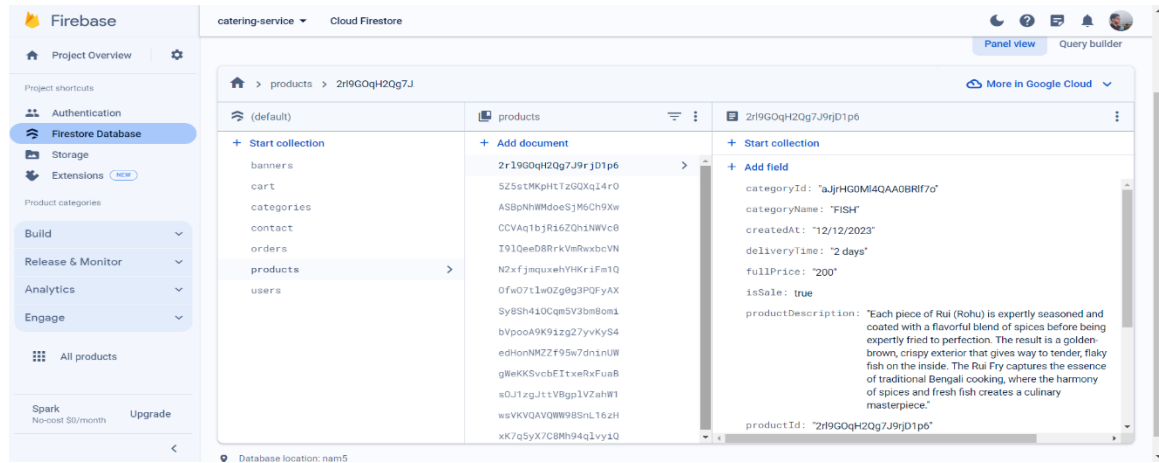 Firebase
catering-service
Cloud Firestore
Project Overview
Project shortcuts
Authentication
Firestore Database
Storage
Extensions NEW
Product categories
Build
Release & Monitor
Analytics
Engage
All products
Spark
No-cost $0/month
Upgrade
Panel view
Query builder
products
2rl9GOqH2Qg7J
More in Google Cloud
(default)
+ Start collection
banners
cart
categories
contact
orders
products
users
products
+ Add document
2rl9GOqH2Qg7J9rjD1p6
5Z5stMKpHtTzGQXqI4rO
ASBpNhWMdoeSjM6Ch9Xw
CCVAq1bjRi6ZQhiNWVc0
I9lQeeD8RrkVmRwxbcVN
N2xfjmquxehYHKriFm1Q
OfwO7tlwOZg0g3PQFyAX
Sy8Sh4iOCqm5V3bm8omi
bVpooA9K9izg27yvKyS4
edHonNMZZf95w7dninUW
gWeKKSvcbEItxeRxFuaB
sOJ1zgJttVBgplVZahW1
wsVKVQAVQWW98SnL16zH
xK7q5yX7C8Mh94qlvyiQ
2rl9GOqH2Qg7J9rjD1p6
+ Start collection
+ Add field
categoryId: "aJjrHG0Ml4QAA0BRlf7o"
categoryName: "FISH"
createdAt: "12/12/2023"
deliveryTime: "2 days"
fullPrice: "200"
isSale: true
productDescription: "Each piece of Rui (Rohu) is expertly seasoned and
coated with a flavorful blend of spices before being
expertly fried to perfection. The result is a golden-
brown, crispy exterior that gives way to tender, flaky
fish on the inside. The Rui Fry captures the essence
of traditional Bengali cooking, where the harmony
of spices and fresh fish creates a culinary
masterpiece."
productId: "2rl9GOqH2Qg7J9rjD1p6"
Database location: nam5